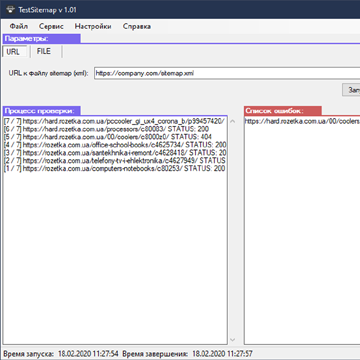 TestSitemap v 1.01
Файл Сервис Настройки Справка
Параметры:
URL FILE
URL к файлу sitemap (xml): https://company.com/sitemap.xml
Процесс проверки:
[7 / 7] https://hard.rozetka.com.ua/pccooler_gi_ux4_corona_b/p99457420/
[6 / 7] https://hard.rozetka.com.ua/processors/c80083/ STATUS: 200
[5 / 7] https://hard.rozetka.com.ua/00/coolers/c8000z0/ STATUS: 404
[4 / 7] https://rozetka.com.ua/office-school-books/c4625734/ STATUS: 200
[3 / 7] https://rozetka.com.ua/santekhnika-i-remont/c4628418/ STATUS: 20
[2 / 7] https://rozetka.com.ua/telefony-tv-i-ehlektronika/c4627949/ STATUS
[1 / 7] https://rozetka.com.ua/computers-notebooks/c80253/ STATUS: 200
Список ошибок:
https://hard.rozetka.com.ua/00/coolers
Время запуска: 18.02.2020 11:27:54 Время завершения: 18.02.2020 11:27:57